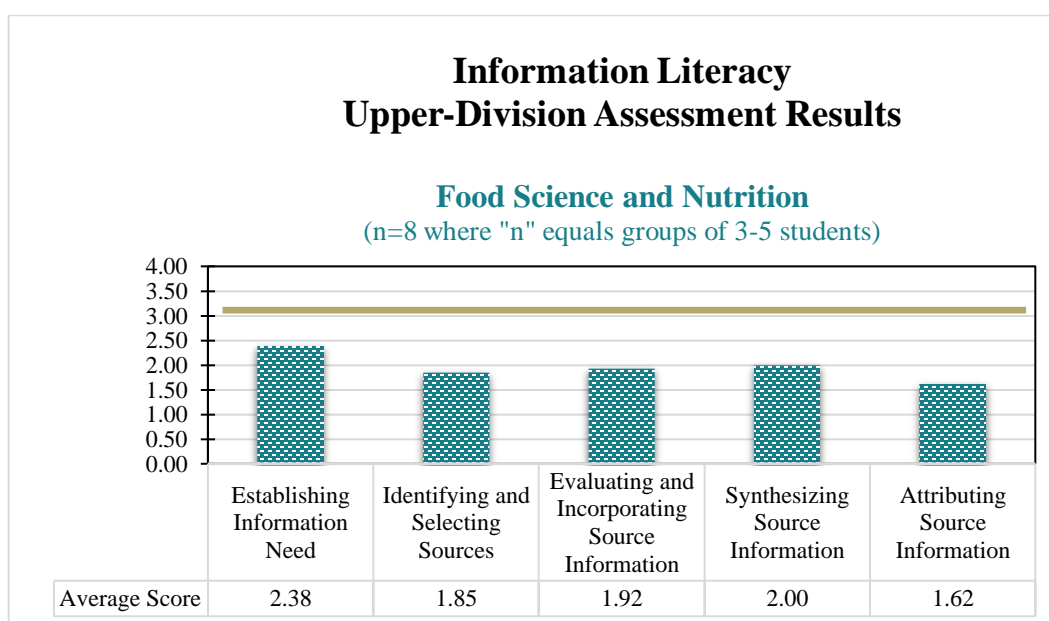 Information Literacy
Upper-Division Assessment Results
Food Science and Nutrition
(n=8 where "n" equals groups of 3-5 students)
4.00
3.50
3.00
2.50
2.00
1.50
1.00
0.50
0.00
Establishing
Information
Need
Identifying and
Selecting
Sources
Evaluating and
Incorporating
Source
Information
Synthesizing
Source
Information
Attributing
Source
Information
Average Score 2.38 1.85 1.92 2.00 1.62